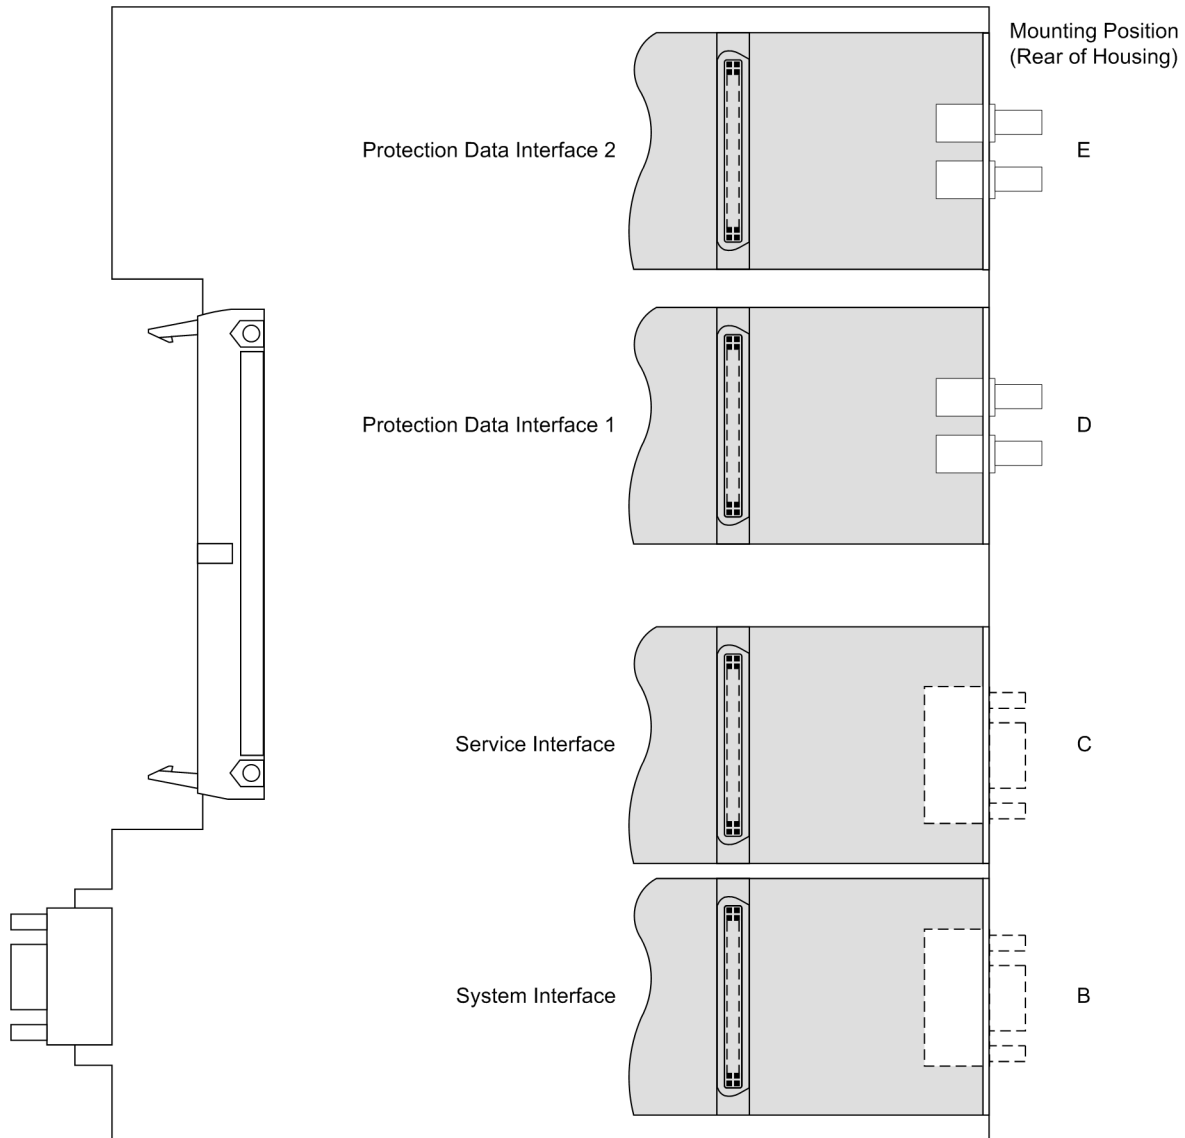 Mounting Position
(Rear of Housing)
Protection Data Interface 2
E
Protection Data Interface 1
D
Service Interface
C
System Interface
B